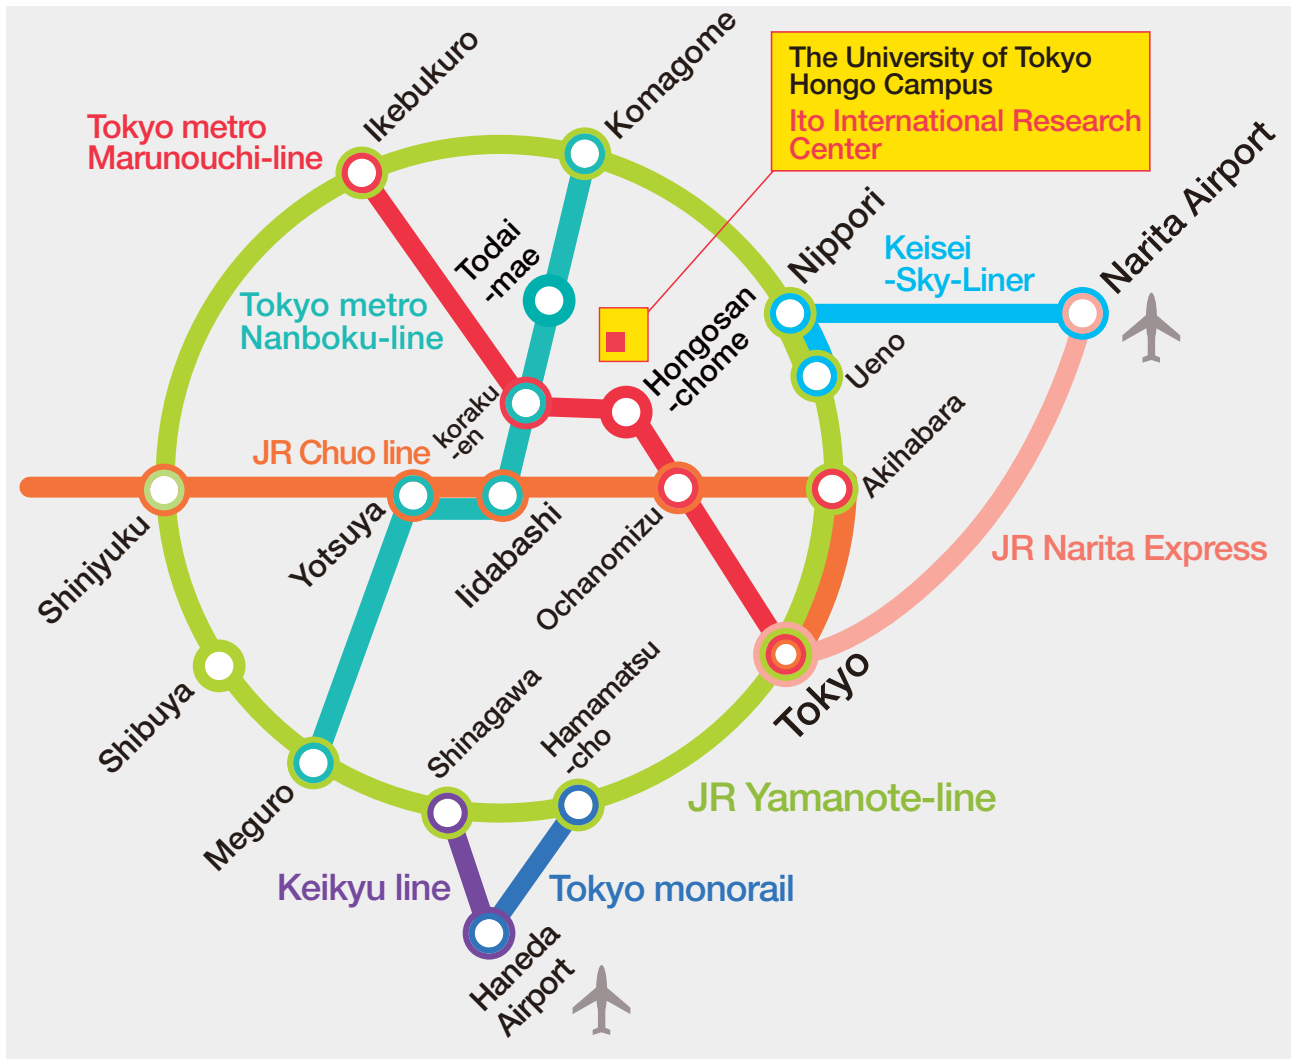 Ikebukuro
Komagome
The University of Tokyo
Hongo Campus
Ito International Research
Center
Tokyo metro
Marunouchi-line
Narita Airport
Nippori
Todai
-mae
Keisei
-Sky-Liner
Tokyo metro
Nanboku-line
Hongosan
-chome
Ueno
koraku
-en
JR Chuo line
Akihabara
Shinjyuku
Yotsuya
Iidabashi
Ochanomizu
JR Narita Express
Tokyo
Shibuya
Shinagawa
Hamamatsu
-cho
Meguro
JR Yamanote-line
Keikyu line
Tokyo monorail
Haneda
Airport